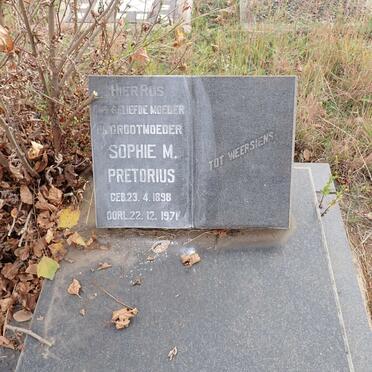 HIER RUS
GELIEFDE MOEDER
GROOTMOEDER
SOPHIE M.
PRETORIUS
GEB. 23. 4. 1898
OORL. 22. 12. 1971
TOT WEERSIENS.